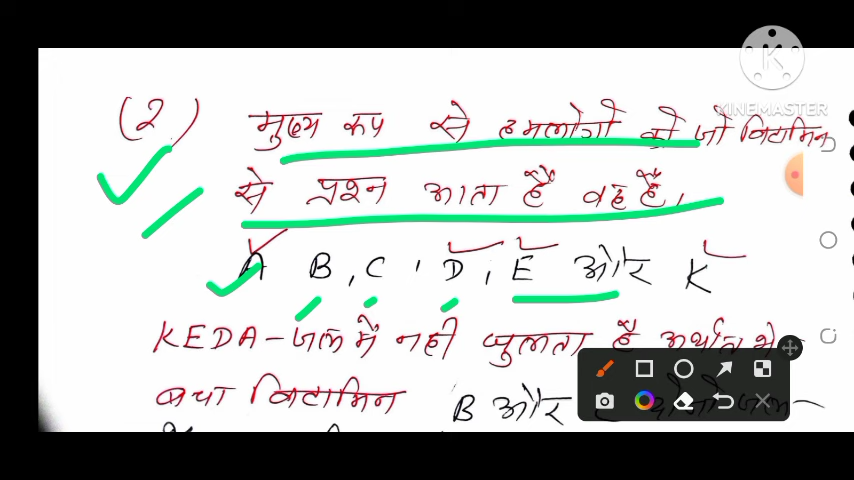 KINEMASTER
(2) मुख्य रूप से हमलोगों को जो विटामिन
से प्रश्न आता है वह है।
A B, C, D, E और K
KEDA-जल में नहीं घुलता है अर्थात
बचा विटामिन B और